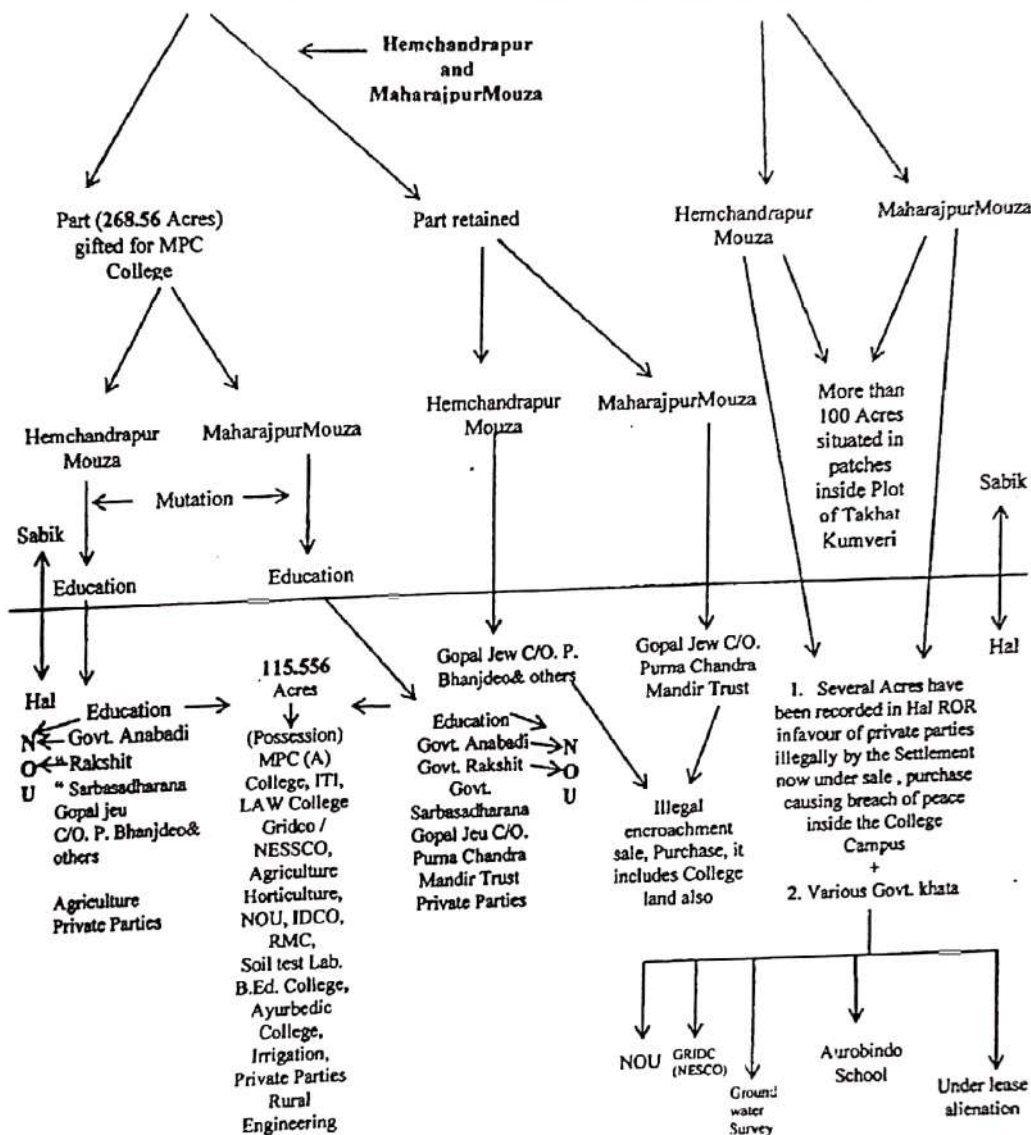 Hemchandrapur
and
MaharajpurMouza
Part (268.56 Acres)
gifted for MPC
College
Part retained
Hemchandrapur
Mouza
MaharajpurMouza
Hemchandrapur
Mouza
MaharajpurMouza
Hemchandrapur
Mouza
MaharajpurMouza
More than
100 Acres
situated in
patches
inside Plot
of Takhat
Kumveri
Mutation
Sabik
Sabik
Education
Education
Hal
Hal
Education
N Govt. Anabadi
O “ Rakshit
U “ Sarbasadharana
Gopal jeu
C/O. P. Bhanjdeo&
others
Agriculture
Private Parties
115.556
Acres
(Possession)
MPC (A)
College, ITI,
LAW College
Gridco /
NESSCO,
Agriculture
Horticulture,
NOU, IDCO,
RMC,
Soil test Lab.
B.Ed. College,
Ayurbedic
College,
Irrigation,
Private Parties
Rural
Engineering
Gopal Jew C/O. P.
Bhanjdeo& others
Education
Govt. Anabadi N
Govt. Rakshit O
Govt. U
Sarbasadharana
Gopal Jeu C/O.
Purna Chandra
Mandir Trust
Private Parties
Gopal Jew C/O.
Purna Chandra
Mandir Trust
Illegal
encroachment
sale, Purchase, it
includes College
land also
1. Several Acres have
been recorded in Hal ROR
infavour of private parties
illegally by the Settlement
now under sale , purchase
causing breach of peace
inside the College
Campus
+
2. Various Govt. khata
NOU
GRIDC
(NESCO)
Ground
water
Survey
Aurobindo
School
Under lease
alienation